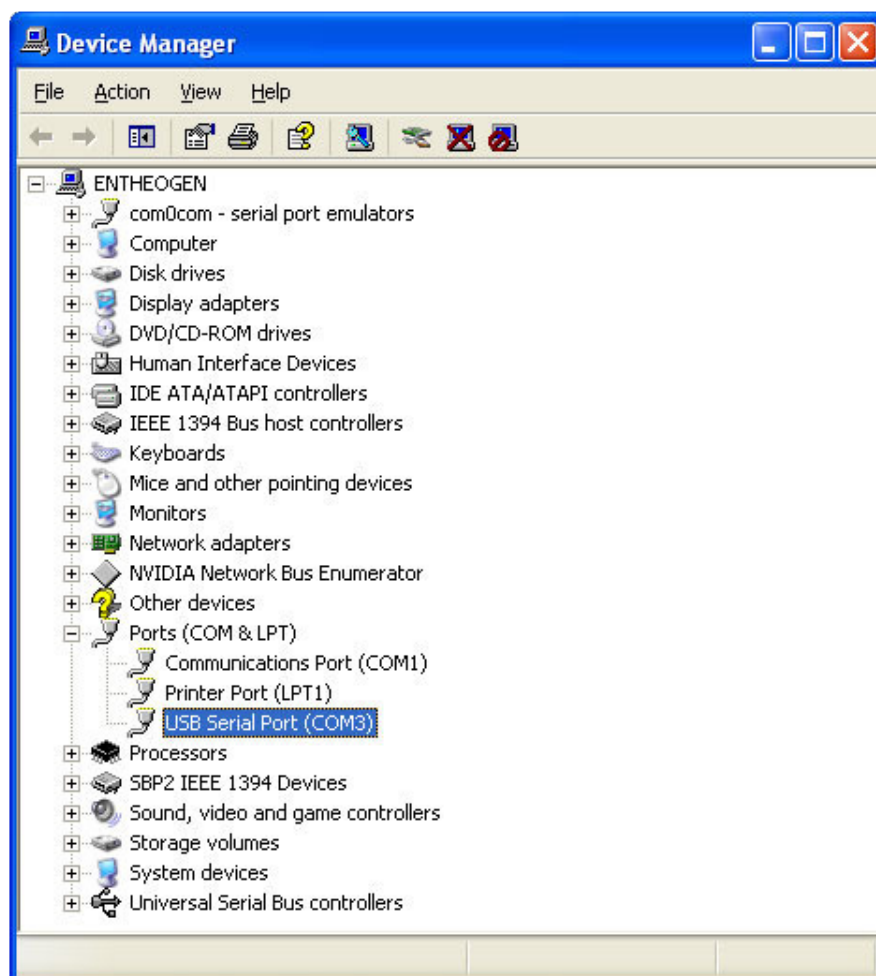 Device Manager
File Action View Help
ENTHEOGEN
com0com - serial port emulators
Computer
Disk drives
Display adapters
DVD/CD-ROM drives
Human Interface Devices
IDE ATA/ATAPI controllers
IEEE 1394 Bus host controllers
Keyboards
Mice and other pointing devices
Monitors
Network adapters
NVIDIA Network Bus Enumerator
Other devices
Ports (COM & LPT)
Communications Port (COM1)
Printer Port (LPT1)
USB Serial Port (COM3)
Processors
SBP2 IEEE 1394 Devices
Sound, video and game controllers
Storage volumes
System devices
Universal Serial Bus controllers